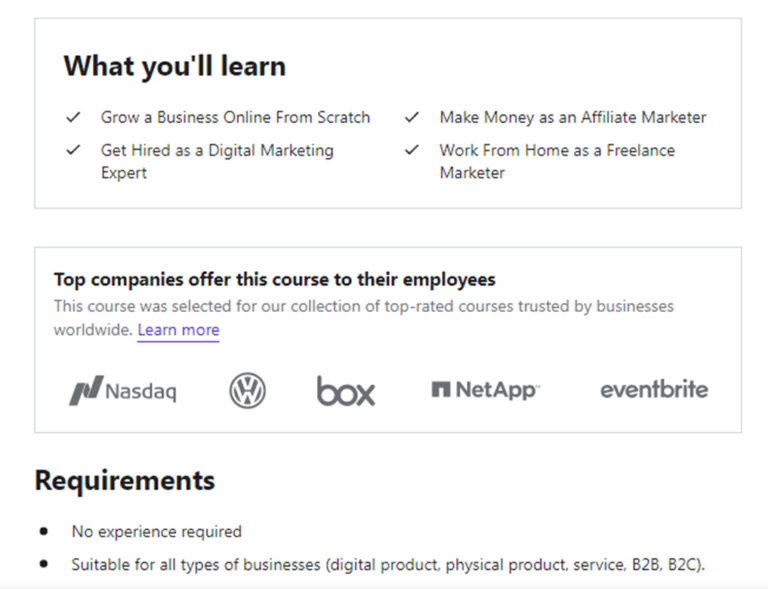 What you'll learn
Grow a Business Online From Scratch
Make Money as an Affiliate Marketer
Get Hired as a Digital Marketing
Expert
Work From Home as a Freelance
Marketer
Top companies offer this course to their employees
This course was selected for our collection of top-rated courses trusted by businesses
worldwide. Learn more
Nasdaq
VW
box
NetApp™
eventbrite
Requirements
No experience required
Suitable for all types of businesses (digital product, physical product, service, B2B, B2C).